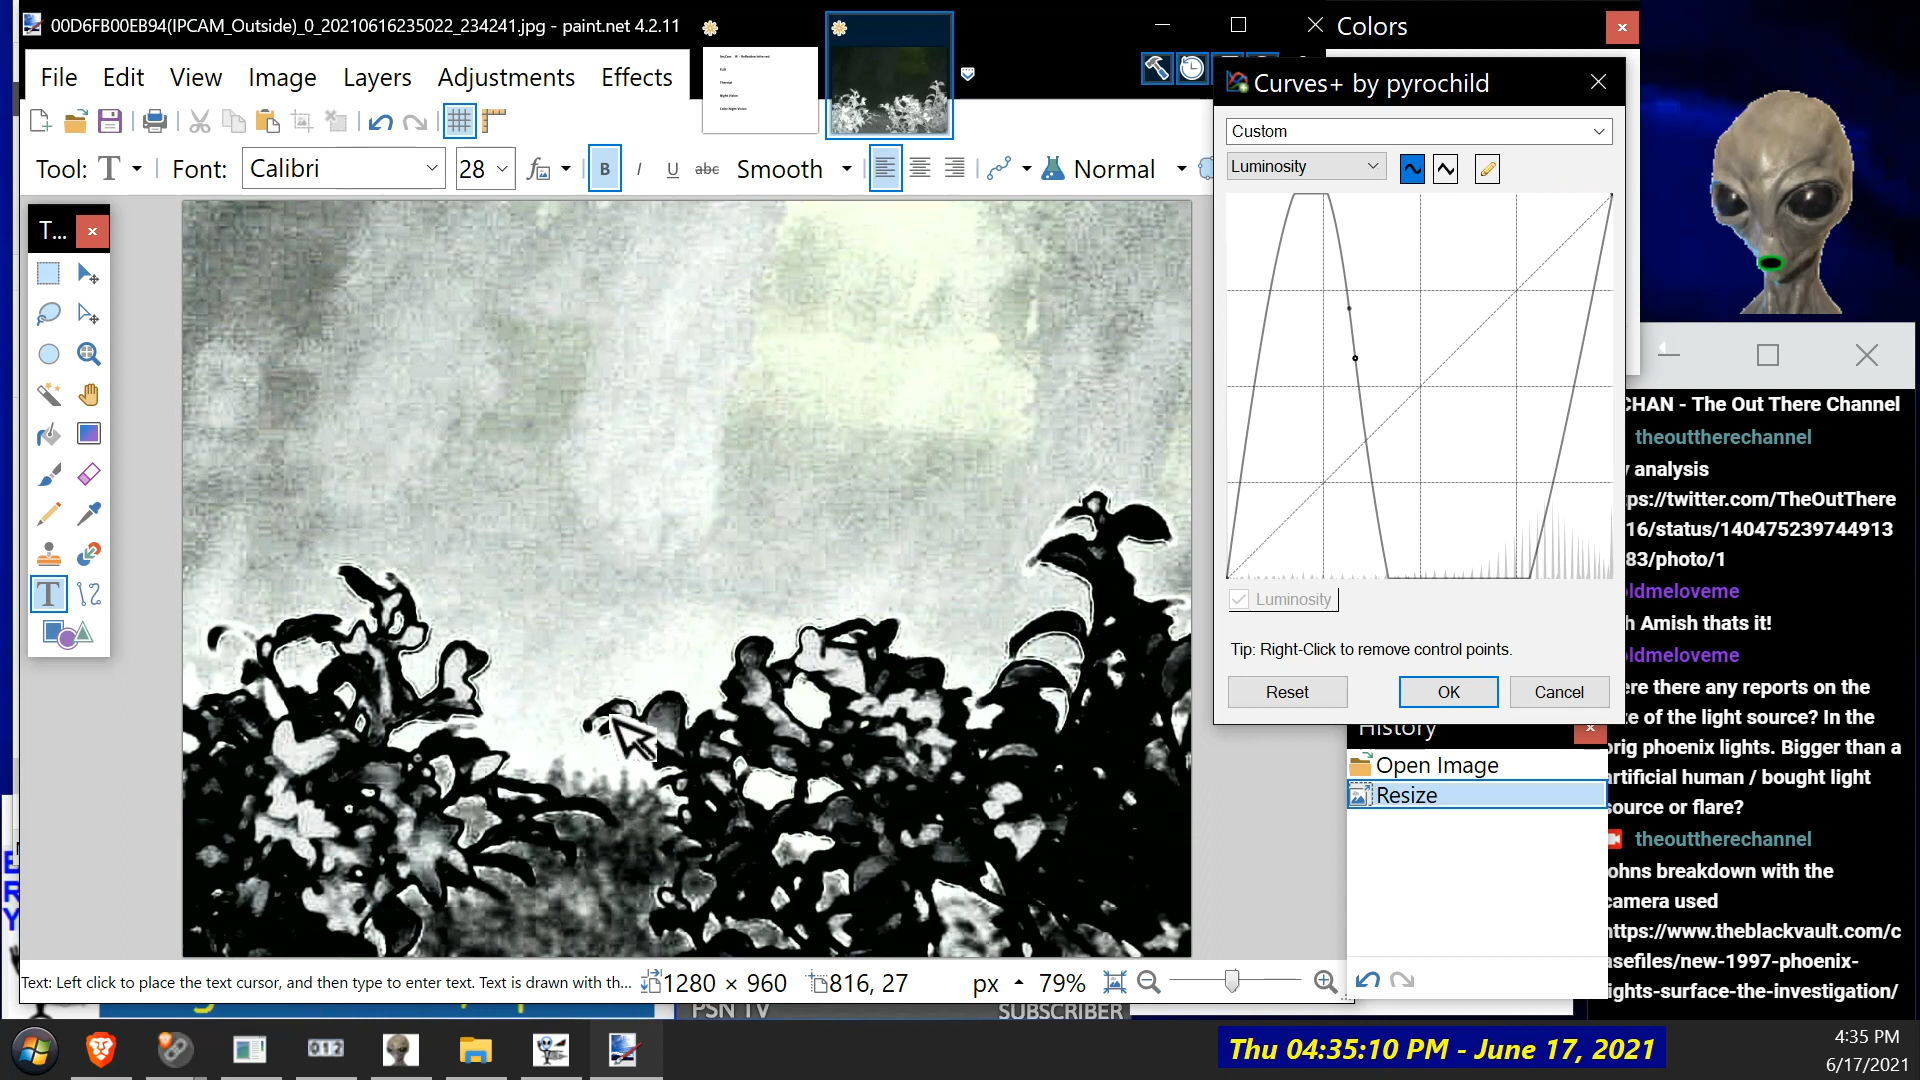 00D6FB00EB94(IPCAM_Outside)_0_20210616235022_234241.jpg - paint.net 4.2.11
Colors
File Edit View Image Layers Adjustments Effects
Curves+ by pyrochild
Custom
Tool: T Font: Calibri 28 B I U abc Smooth Normal
Luminosity
T...
Luminosity
Tip: Right-Click to remove control points.
Reset OK Cancel
History
Open Image
Resize
CHAN - The Out There Channel
theouttherechannel
y analysis
ps://twitter.com/TheOutThere
16/status/140475239744913
83/photo/1
ldmeloveme
h Amish thats it!
ldmeloveme
ere there any reports on the
e of the light source? In the
orig phoenix lights. Bigger than a
artificial human / bought light
source or flare?
theouttherechannel
ohns breakdown with the
camera used
https://www.theblackvault.com/c
asefiles/new-1997-phoenix-
lights-surface-the-investigation/
Text: Left click to place the text cursor, and then type to enter text. Text is drawn with th... 1280 × 960 816, 27 px 79%
PSN TV SUBSCRIBER
012
Thu 04:35:10 PM - June 17, 2021
4:35 PM
6/17/2021